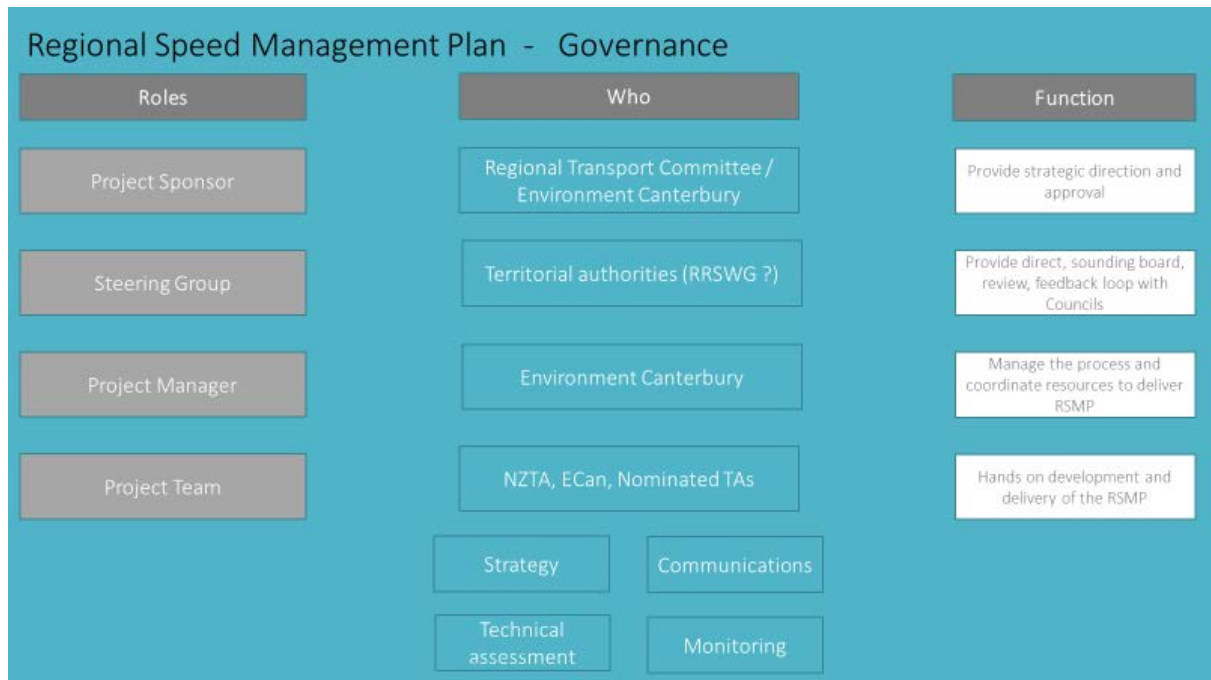 Regional Speed Management Plan - Governance
Roles
Who
Function
Project Sponsor
Regional Transport Committee /
Environment Canterbury
Provide strategic direction and
approval
Steering Group
Territorial authorities (RRSWG ?)
Provide direct, sounding board,
review, feedback loop with
Councils
Project Manager
Environment Canterbury
Manage the process and
coordinate resources to deliver
RSMP
Project Team
NZTA, ECan, Nominated TAs
Hands on development and
delivery of the RSMP
Strategy
Communications
Technical
assessment
Monitoring